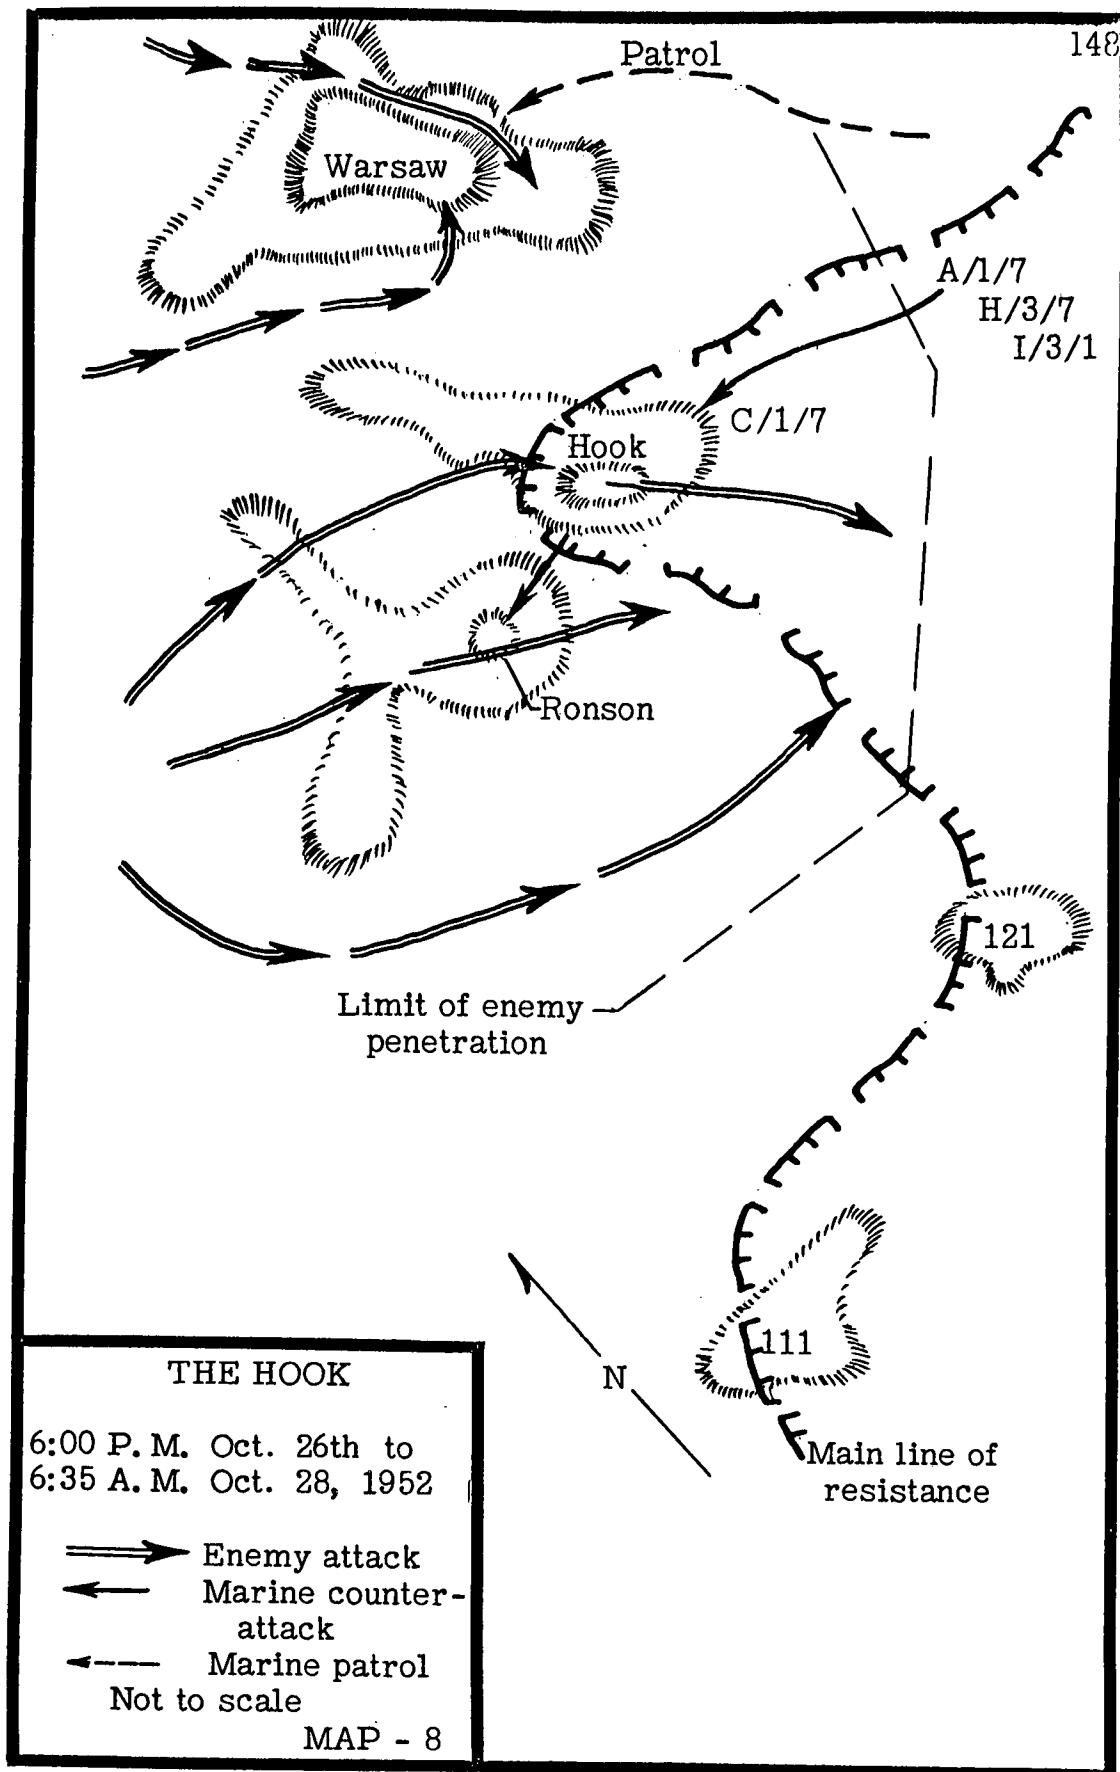 148
Patrol
Warsaw
A/1/7
H/3/7
I/3/1
C/1/7
Hook
Ronson
121
Limit of enemy
penetration
111
N
Main line of
resistance
THE HOOK
6:00 P. M. Oct. 26th to
6:35 A. M. Oct. 28, 1952
Enemy attack
Marine counter-
attack
Marine patrol
Not to scale
MAP - 8